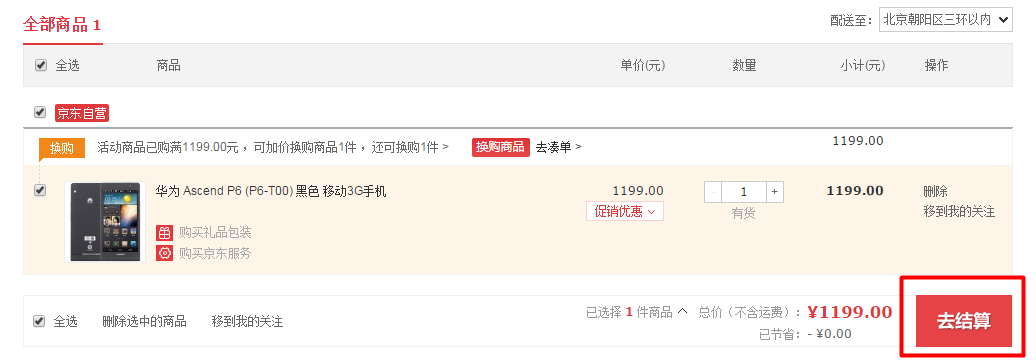 全部商品 1
配送至： 北京朝阳区三环以内
全选 商品 单价(元) 数量 小计(元) 操作
京东自营
换购 活动商品已购满1199.00元 ，可加价换购商品1件 ，还可换购1件 > 换购商品 去凑单 > 1199.00
华为 Ascend P6 (P6-T00) 黑色 移动3G手机 1199.00 - 1 + 1199.00 删除
促销优惠 有货 移到我的关注
购买礼品包装
购买京东服务
全选 删除选中的商品 移到我的关注 已选择 1 件商品 总价（不含运费）： ¥1199.00 去结算
已节省： - ¥0.00